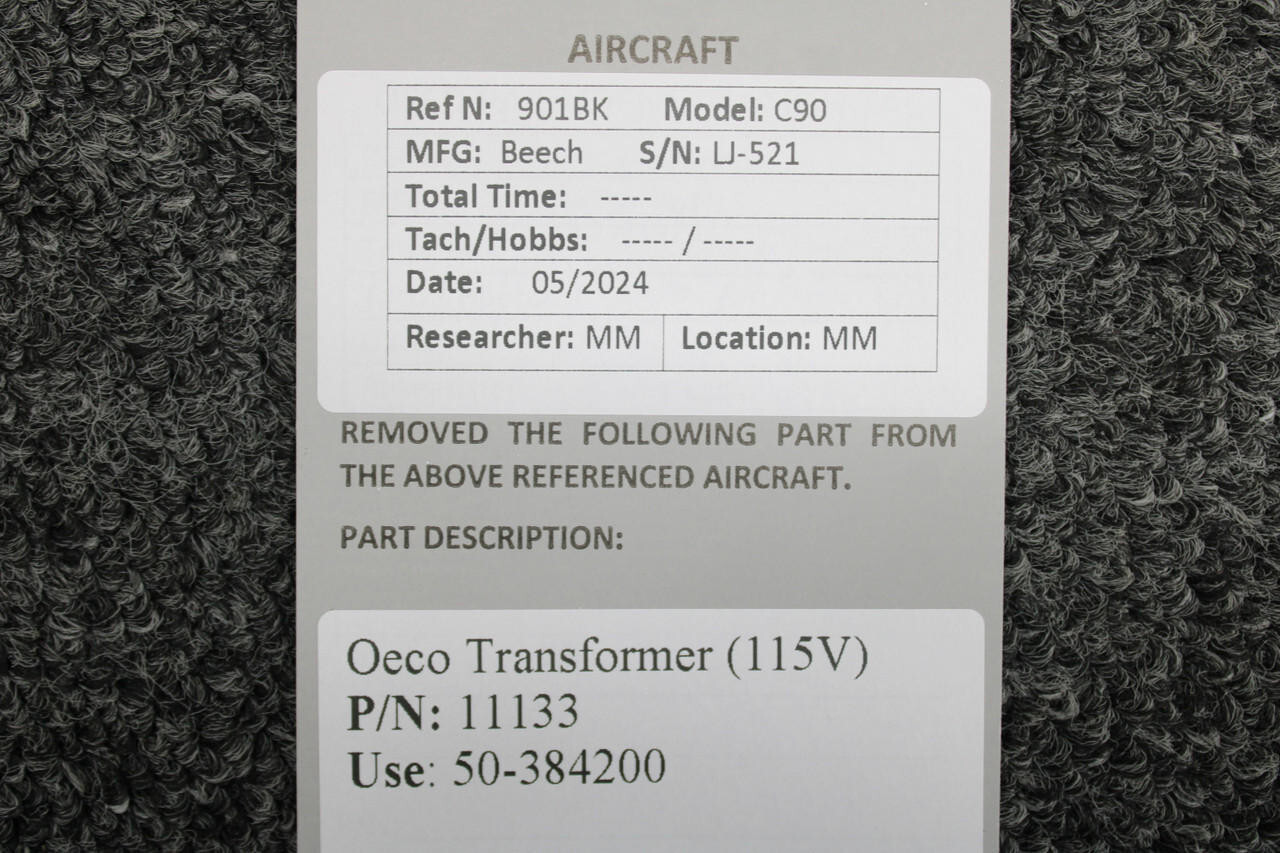 AIRCRAFT
Ref N: 901BK Model: C90
MFG: Beech S/N: LJ-521
Total Time: -----
Tach/Hobbs: ----- / -----
Date: 05/2024
Researcher: MM Location: MM
REMOVED THE FOLLOWING PART FROM
THE ABOVE REFERENCED AIRCRAFT.
PART DESCRIPTION:
Oeco Transformer (115V)
P/N: 11133
Use: 50-384200